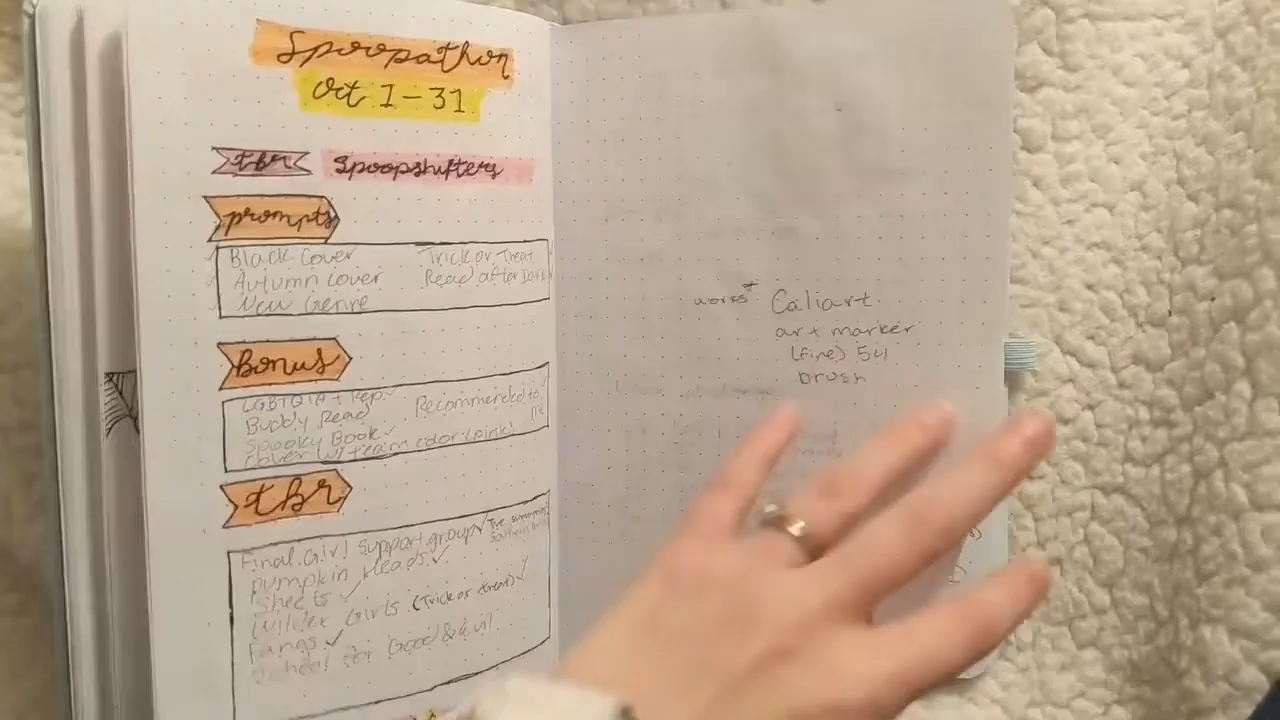 Spoopathon
Oct 1-31
tbr Spoopshifters
prompts
Black Cover Trick or Treat
Autumn cover Read after Dark
New Genre
Bonus
LGBTQIA+ Rep. ✓
Buddy Read Recommended to me
Spooky Book ✓
cover w/ team color (pink)
tbr
Final Girl Support group ✓ The
pumpkin Heads ✓
Sheets ✓
Wilder Girls (Trick or treat) ✓
Fangs ✓
School for Good & Evil
works Caliart
art marker
(fine) 54
brush